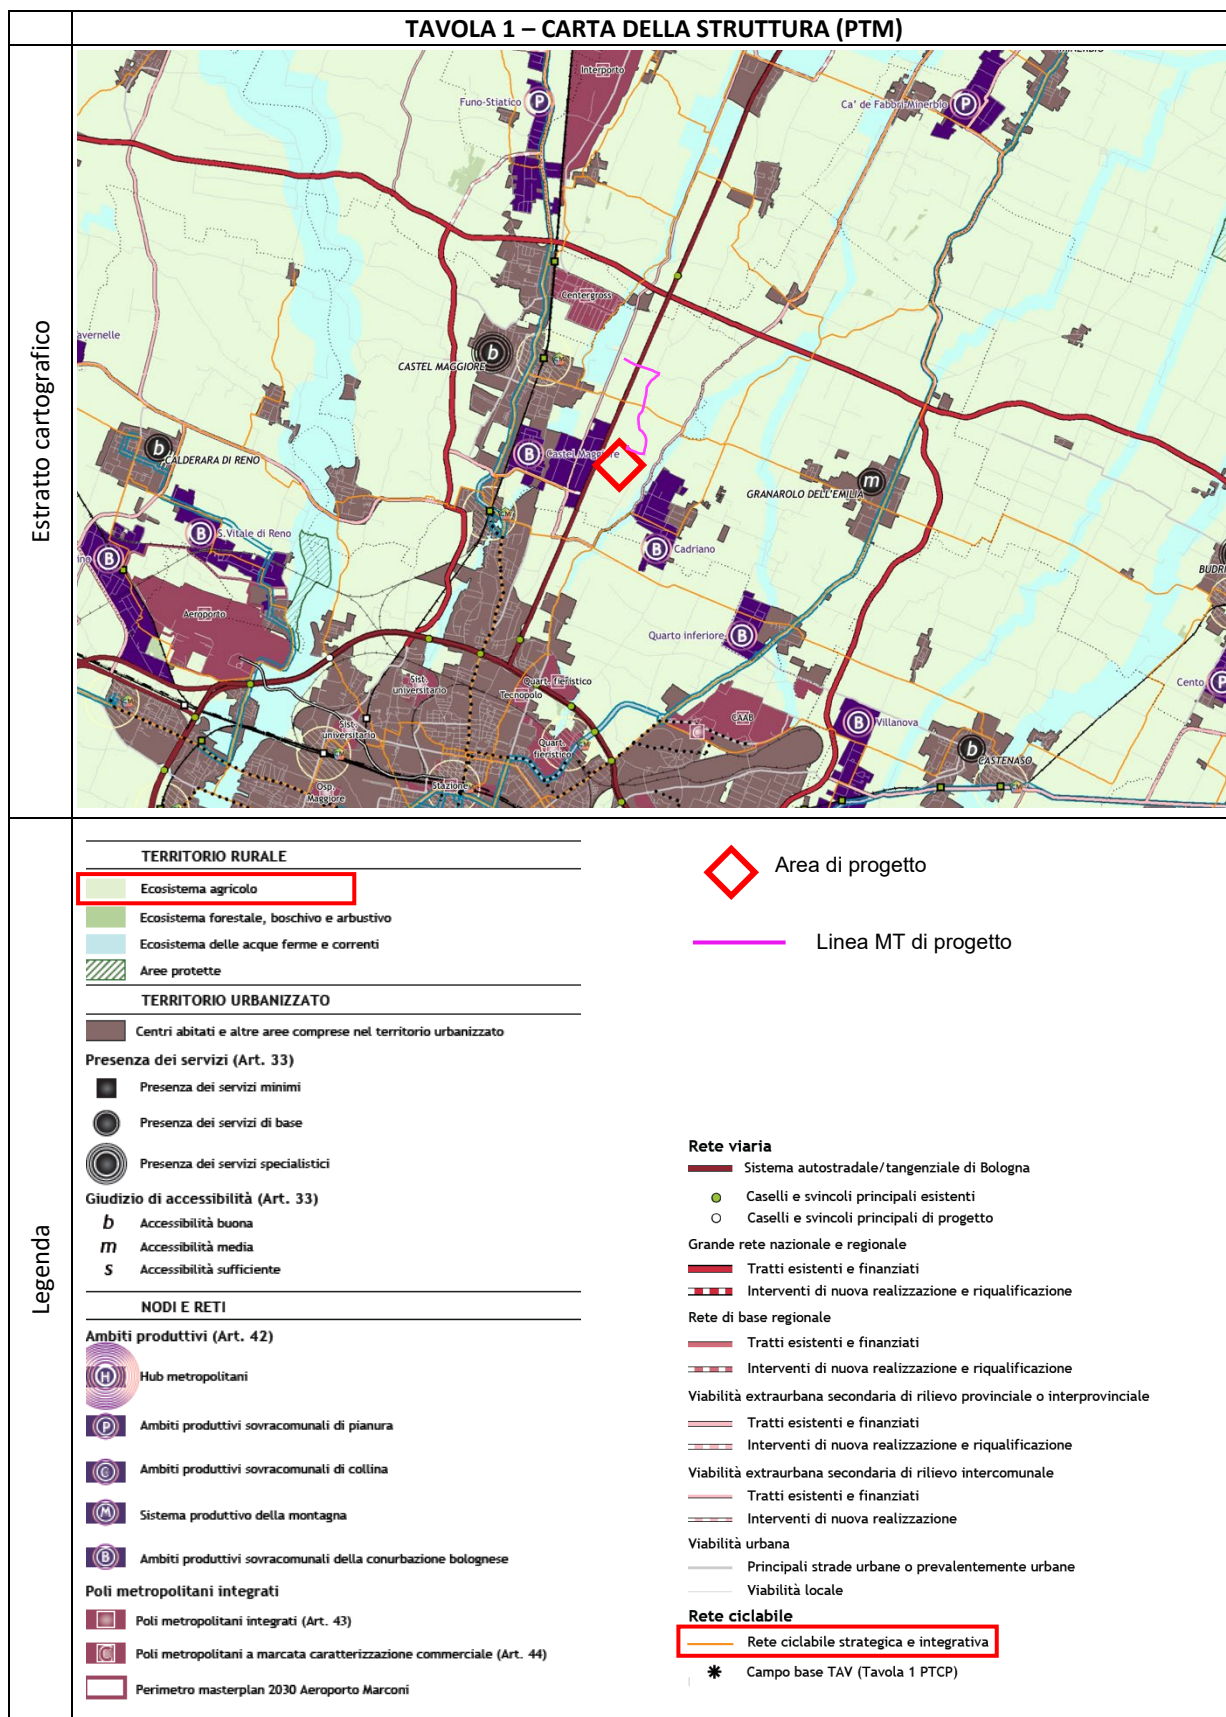 TAVOLA 1 – CARTA DELLA STRUTTURA (PTM)
Estratto cartografico
MINERBIO
Interporto
Funo-Stiatico
P
Ca' de Fabbri-Minerbio
P
Centergross
avernelle
b
CASTEL MAGGIORE
CM
B
Castel Maggiore
b
CALDERARA DI RENO
m
GRANAROLO DELL'EMILIA
B
S.Vitale di Reno
B
Cadriano
ino
B
BUDRI
Aeroporto
Quarto inferiore
B
Sist.
universitario
Quart. fieristico
Tecnopolo
Cento
P
Sist.
universitario
Quart.
fieristico
CAAB
C
B
Villanova
b
CASTENASO
Osp.
Maggiore
Stazione
CM
Legenda
TERRITORIO RURALE
Ecosistema agricolo
Ecosistema forestale, boschivo e arbustivo
Ecosistema delle acque ferme e correnti
Aree protette
TERRITORIO URBANIZZATO
Centri abitati e altre aree comprese nel territorio urbanizzato
Presenza dei servizi (Art. 33)
Presenza dei servizi minimi
Presenza dei servizi di base
Presenza dei servizi specialistici
Giudizio di accessibilità (Art. 33)
b Accessibilità buona
m Accessibilità media
s Accessibilità sufficiente
NODI E RETI
Ambiti produttivi (Art. 42)
H Hub metropolitani
P Ambiti produttivi sovracomunali di pianura
C Ambiti produttivi sovracomunali di collina
M Sistema produttivo della montagna
B Ambiti produttivi sovracomunali della conurbazione bolognese
Poli metropolitani integrati
Poli metropolitani integrati (Art. 43)
C Poli metropolitani a marcata caratterizzazione commerciale (Art. 44)
Perimetro masterplan 2030 Aeroporto Marconi
Area di progetto
Linea MT di progetto
Rete viaria
Sistema autostradale/tangenziale di Bologna
Caselli e svincoli principali esistenti
Caselli e svincoli principali di progetto
Grande rete nazionale e regionale
Tratti esistenti e finanziati
Interventi di nuova realizzazione e riqualificazione
Rete di base regionale
Tratti esistenti e finanziati
Interventi di nuova realizzazione e riqualificazione
Viabilità extraurbana secondaria di rilievo provinciale o interprovinciale
Tratti esistenti e finanziati
Interventi di nuova realizzazione e riqualificazione
Viabilità extraurbana secondaria di rilievo intercomunale
Tratti esistenti e finanziati
Interventi di nuova realizzazione
Viabilità urbana
Principali strade urbane o prevalentemente urbane
Viabilità locale
Rete ciclabile
Rete ciclabile strategica e integrativa
Campo base TAV (Tavola 1 PTCP)